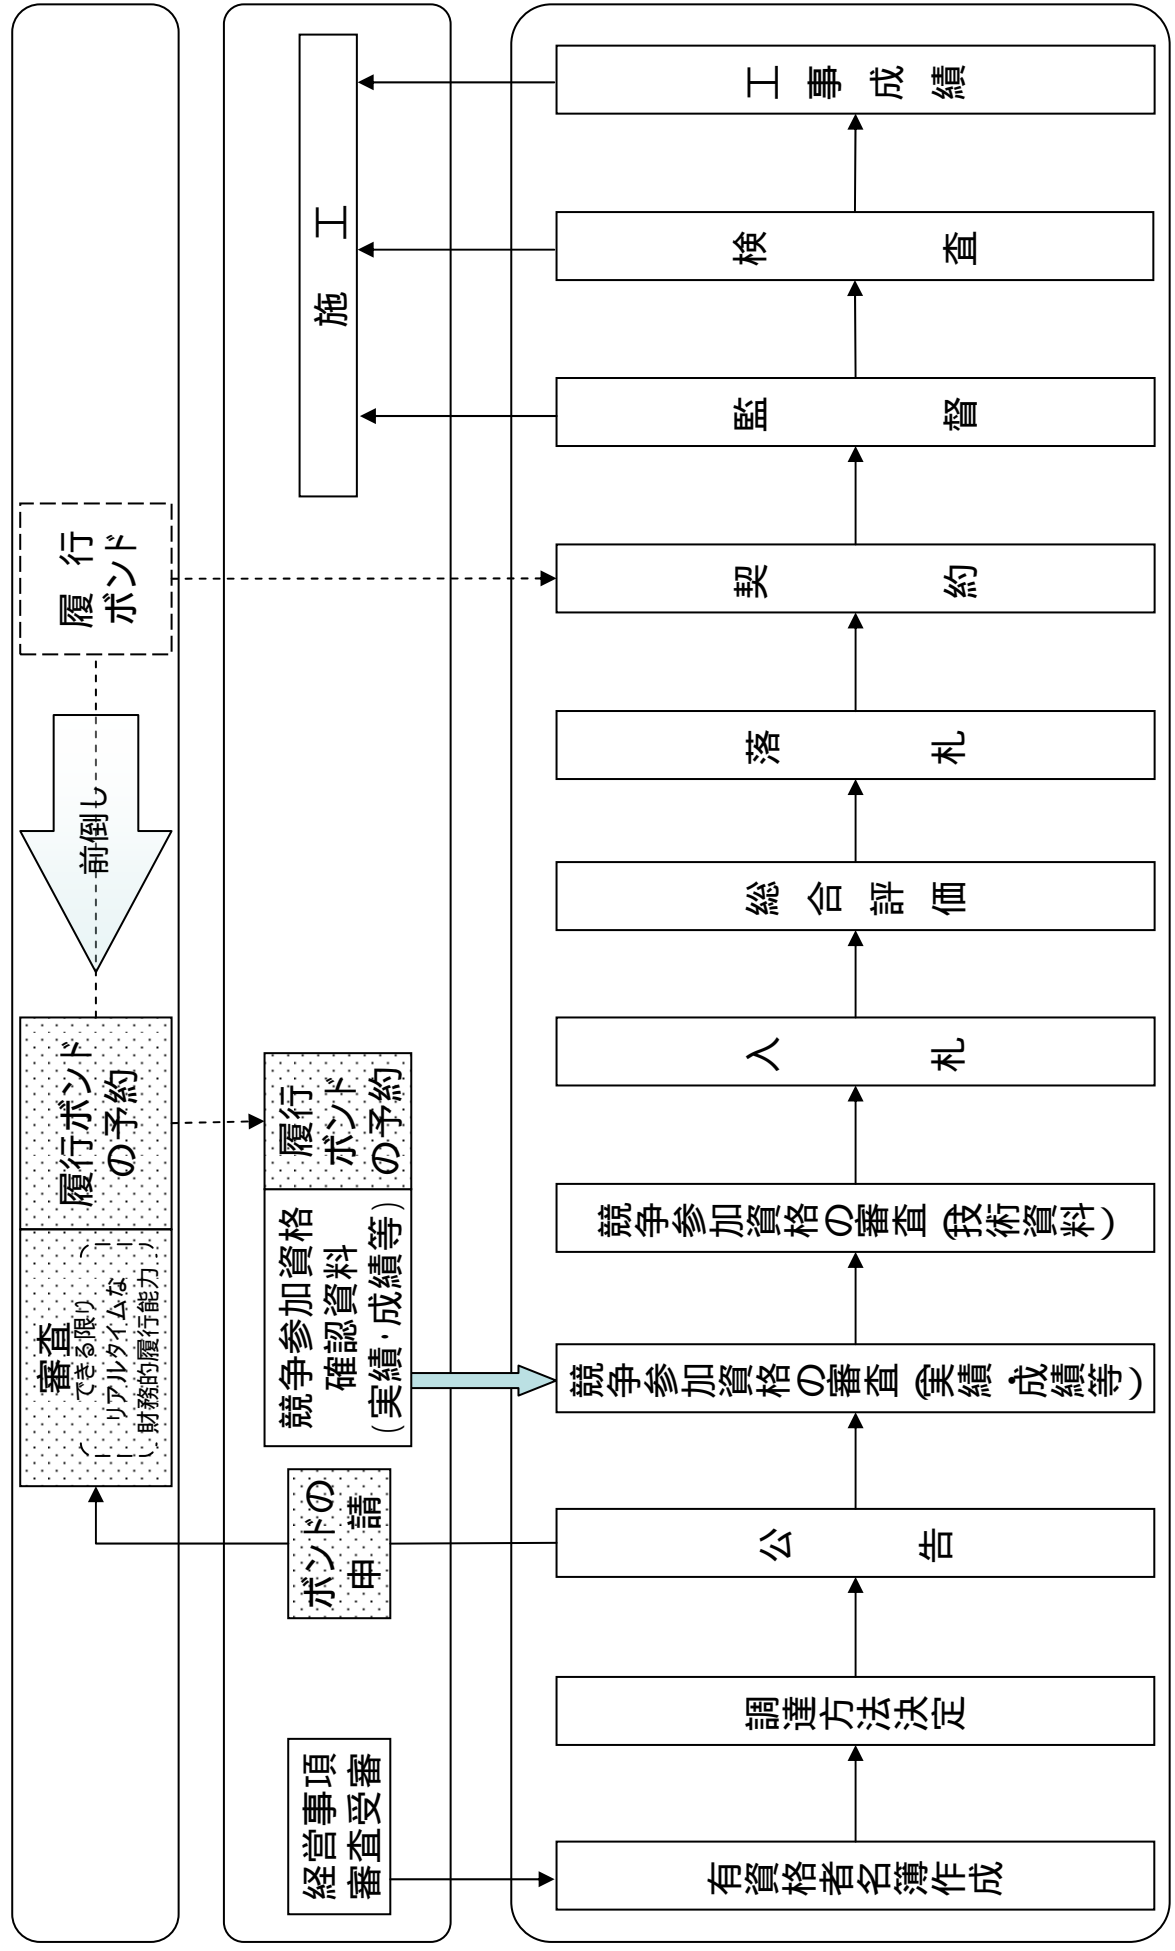 審査
できる限り
リアルタイムな
財務的履行能力
履行ボンド
の予約
前倒し
履行
ボンド
経営事項
審査受審
ボンドの
申請
競争参加資格
確認資料
(実績・成績等)
履行
ボンド
の予約
施工
有資格者名簿作成
調達方法決定
公告
競争参加資格の審査(実績・成績等)
競争参加資格の審査(技術資料)
入札
総合評価
落札
契約
監督
検査
工事成績